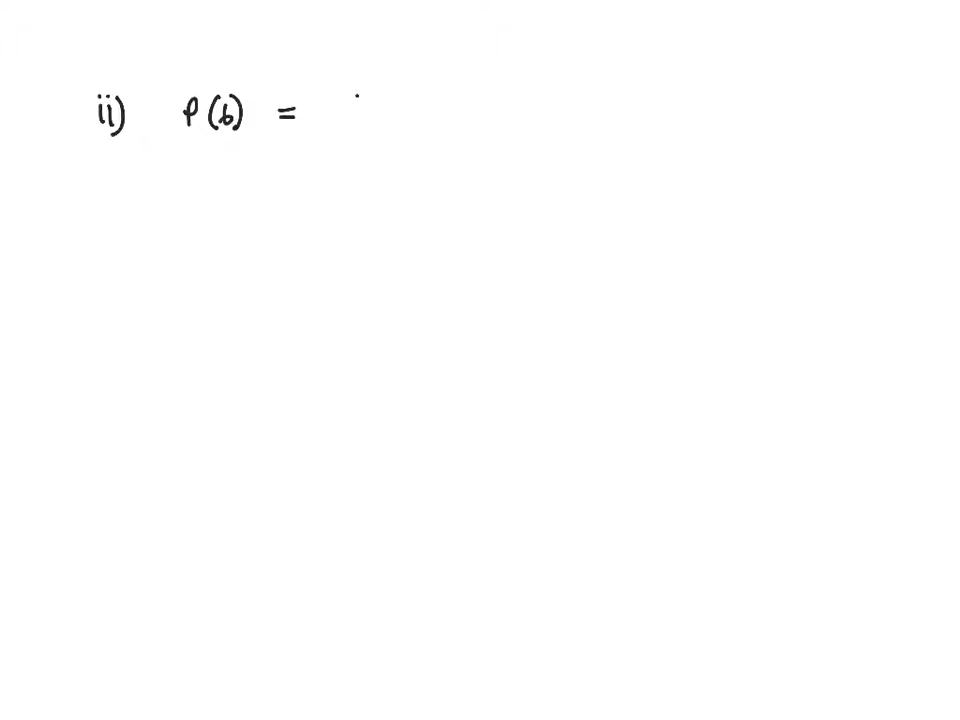 ii) P(b) =